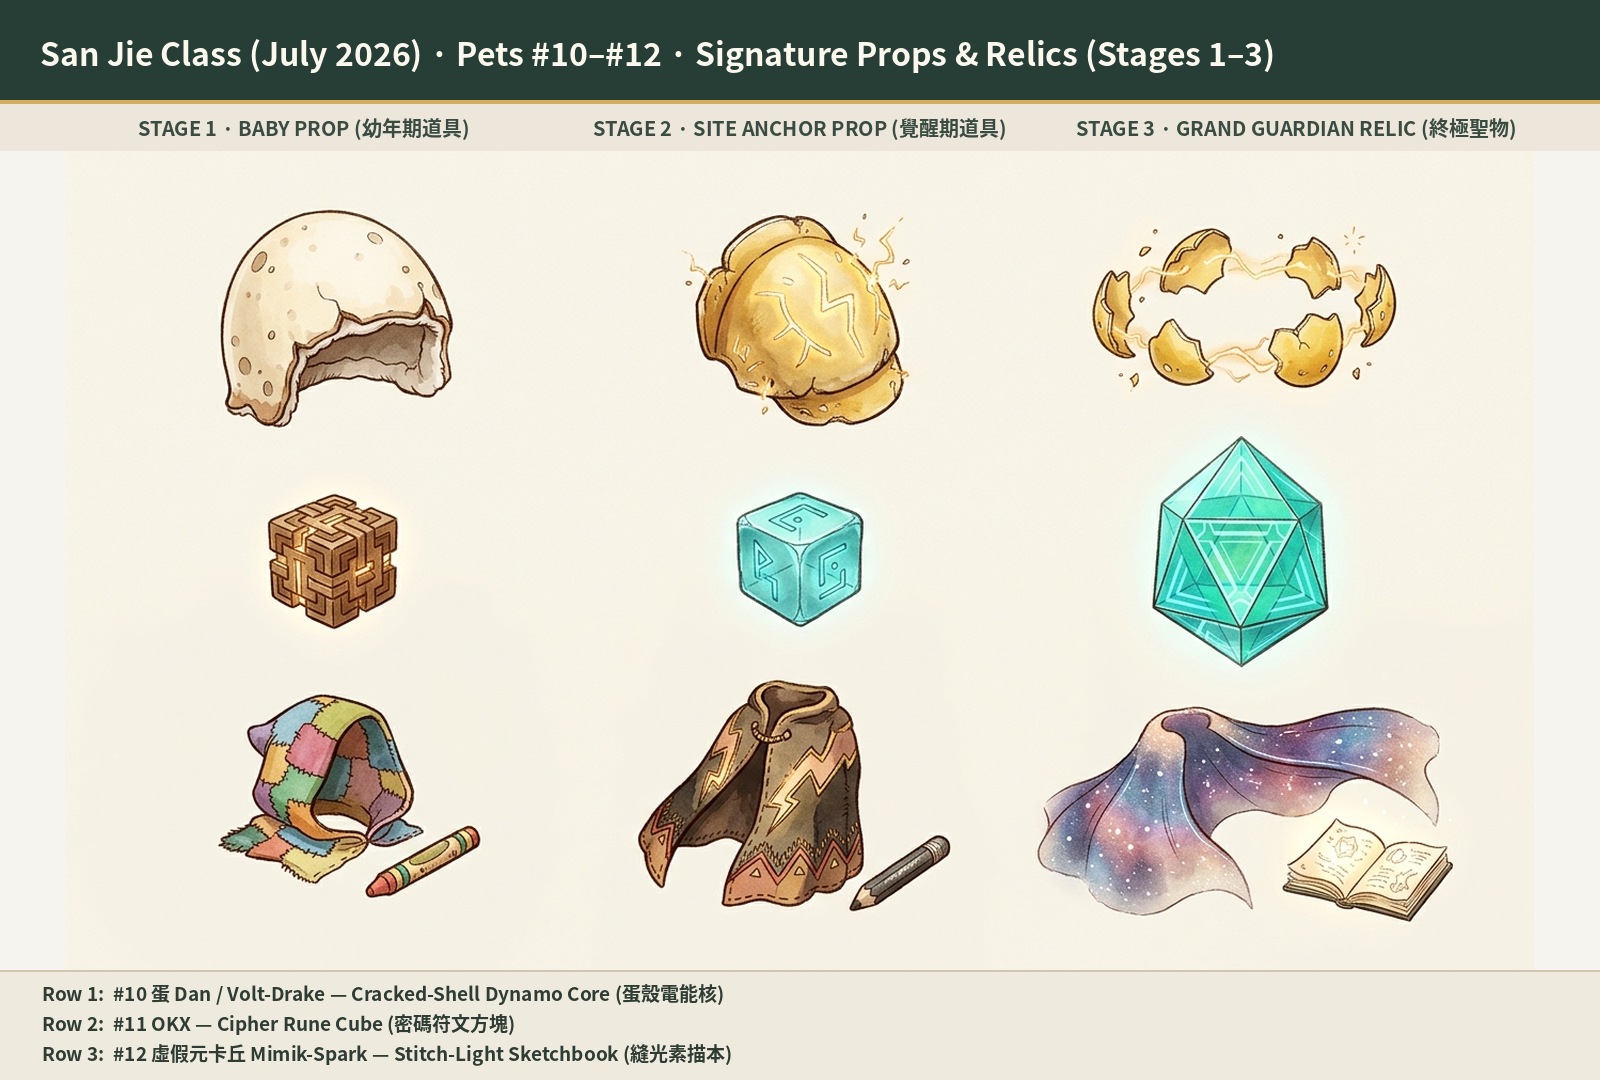 San Jie Class (July 2026) · Pets #10–#12 · Signature Props & Relics (Stages 1–3)
STAGE 1 · BABY PROP (幼年期道具)
STAGE 2 · SITE ANCHOR PROP (覺醒期道具)
STAGE 3 · GRAND GUARDIAN RELIC (終極聖物)
Row 1: #10 蛋 Dan / Volt-Drake — Cracked-Shell Dynamo Core (蛋殼電能核)
Row 2: #11 OKX — Cipher Rune Cube (密碼符文方塊)
Row 3: #12 虛假元卡丘 Mimik-Spark — Stitch-Light Sketchbook (縫光素描本)